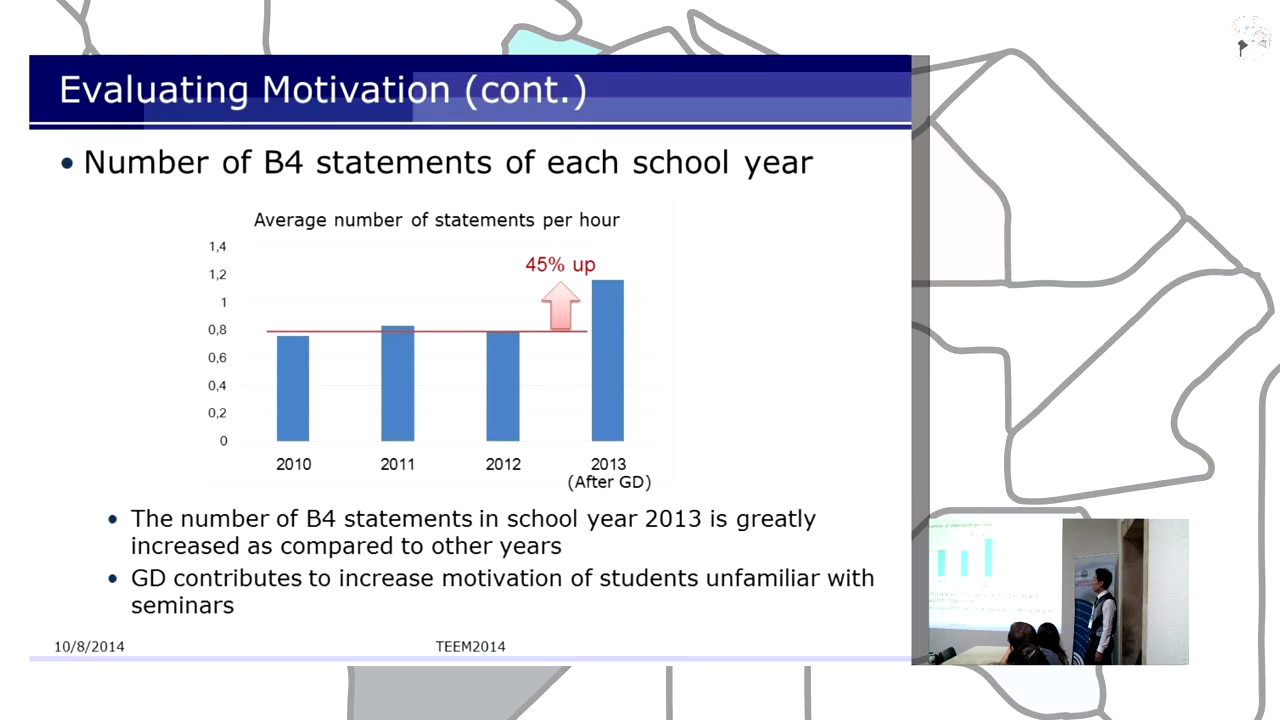 Evaluating Motivation (cont.)
• Number of B4 statements of each school year
Average number of statements per hour
45% up
1,4
1,2
1
0,8
0,6
0,4
0,2
0
2010 2011 2012 2013
(After GD)
• The number of B4 statements in school year 2013 is greatly
increased as compared to other years
• GD contributes to increase motivation of students unfamiliar with
seminars
10/8/2014 TEEM2014